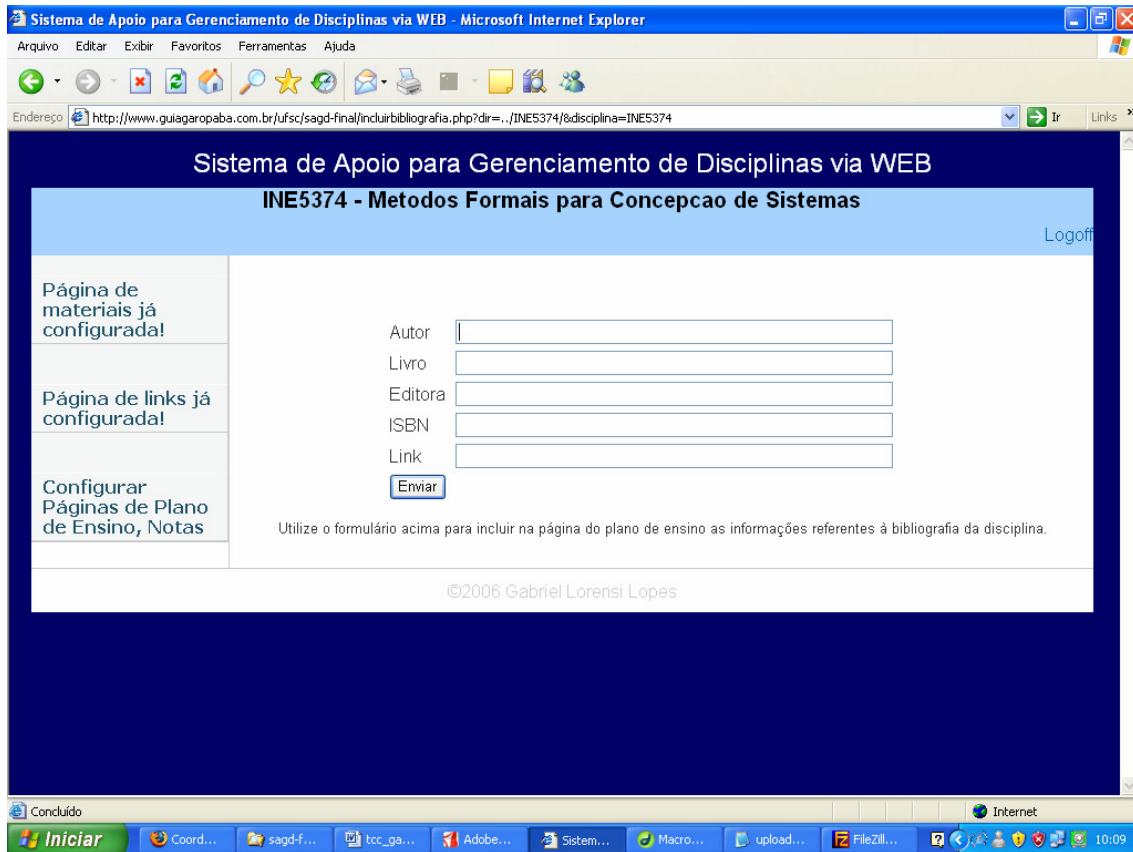 Sistema de Apoio para Gerenciamento de Disciplinas via WEB - Microsoft Internet Explorer
Arquivo Editar Exibir Favoritos Ferramentas Ajuda
Endereço http://www.guiagaropaba.com.br/ufsc/sagd-final/incluirbibliografia.php?dir=../INE5374/&disciplina=INE5374 Ir Links »
Sistema de Apoio para Gerenciamento de Disciplinas via WEB
INE5374 - Metodos Formais para Concepcao de Sistemas
Logoff
Página de
materiais já
configurada!
Página de links já
configurada!
Configurar
Páginas de Plano
de Ensino, Notas
Autor
Livro
Editora
ISBN
Link
Enviar
Utilize o formulário acima para incluir na página do plano de ensino as informações referentes à bibliografia da disciplina.
©2006 Gabriel Lorensi Lopes
Concluído Internet
Iniciar Coord... sagd-f... tcc_ga... Adobe... Sistem... Macro... upload... FileZill... 10:09